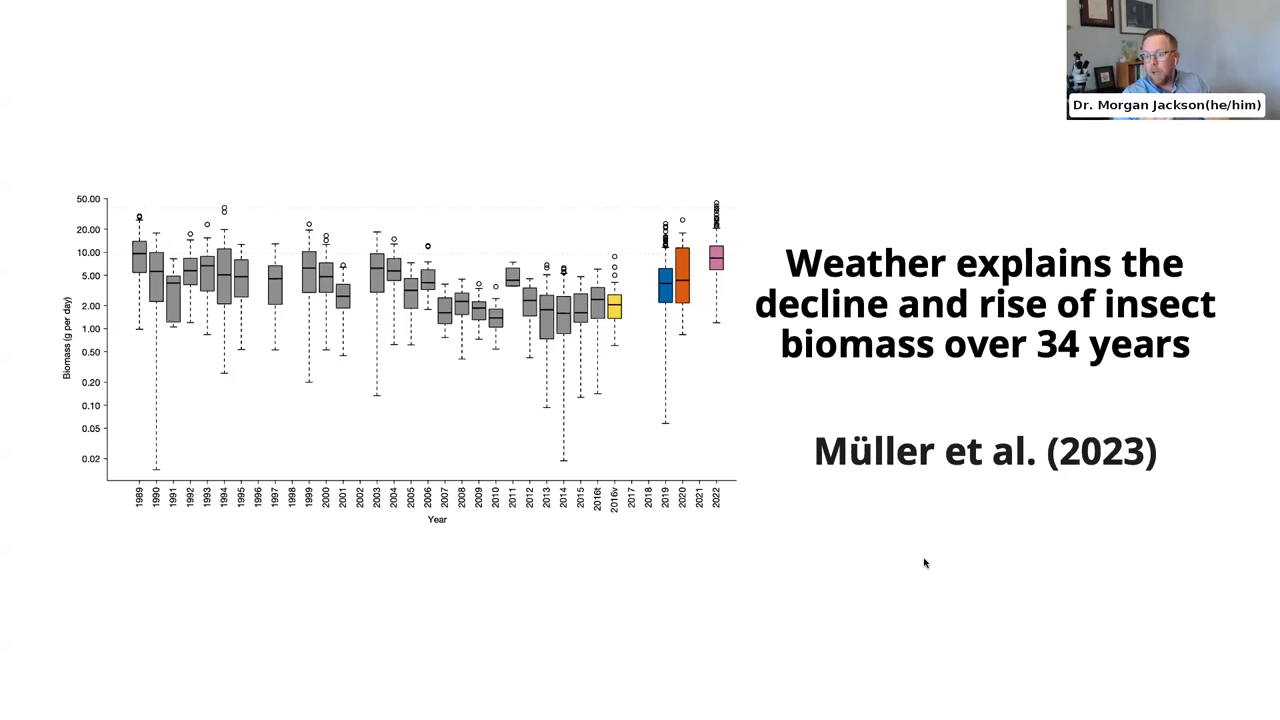 Dr. Morgan Jackson(he/him)
Weather explains the
decline and rise of insect
biomass over 34 years
Müller et al. (2023)
Biomass (g per day)
50.00
20.00
10.00
5.00
2.00
1.00
0.50
0.20
0.10
0.05
0.02
1989 1990 1991 1992 1993 1994 1995 1996 1997 1998 1999 2000 2001 2002 2003 2004 2005 2006 2007 2008 2009 2010 2011 2012 2013 2014 2015 2016t 2016v 2017 2018 2019 2020 2021 2022
Year